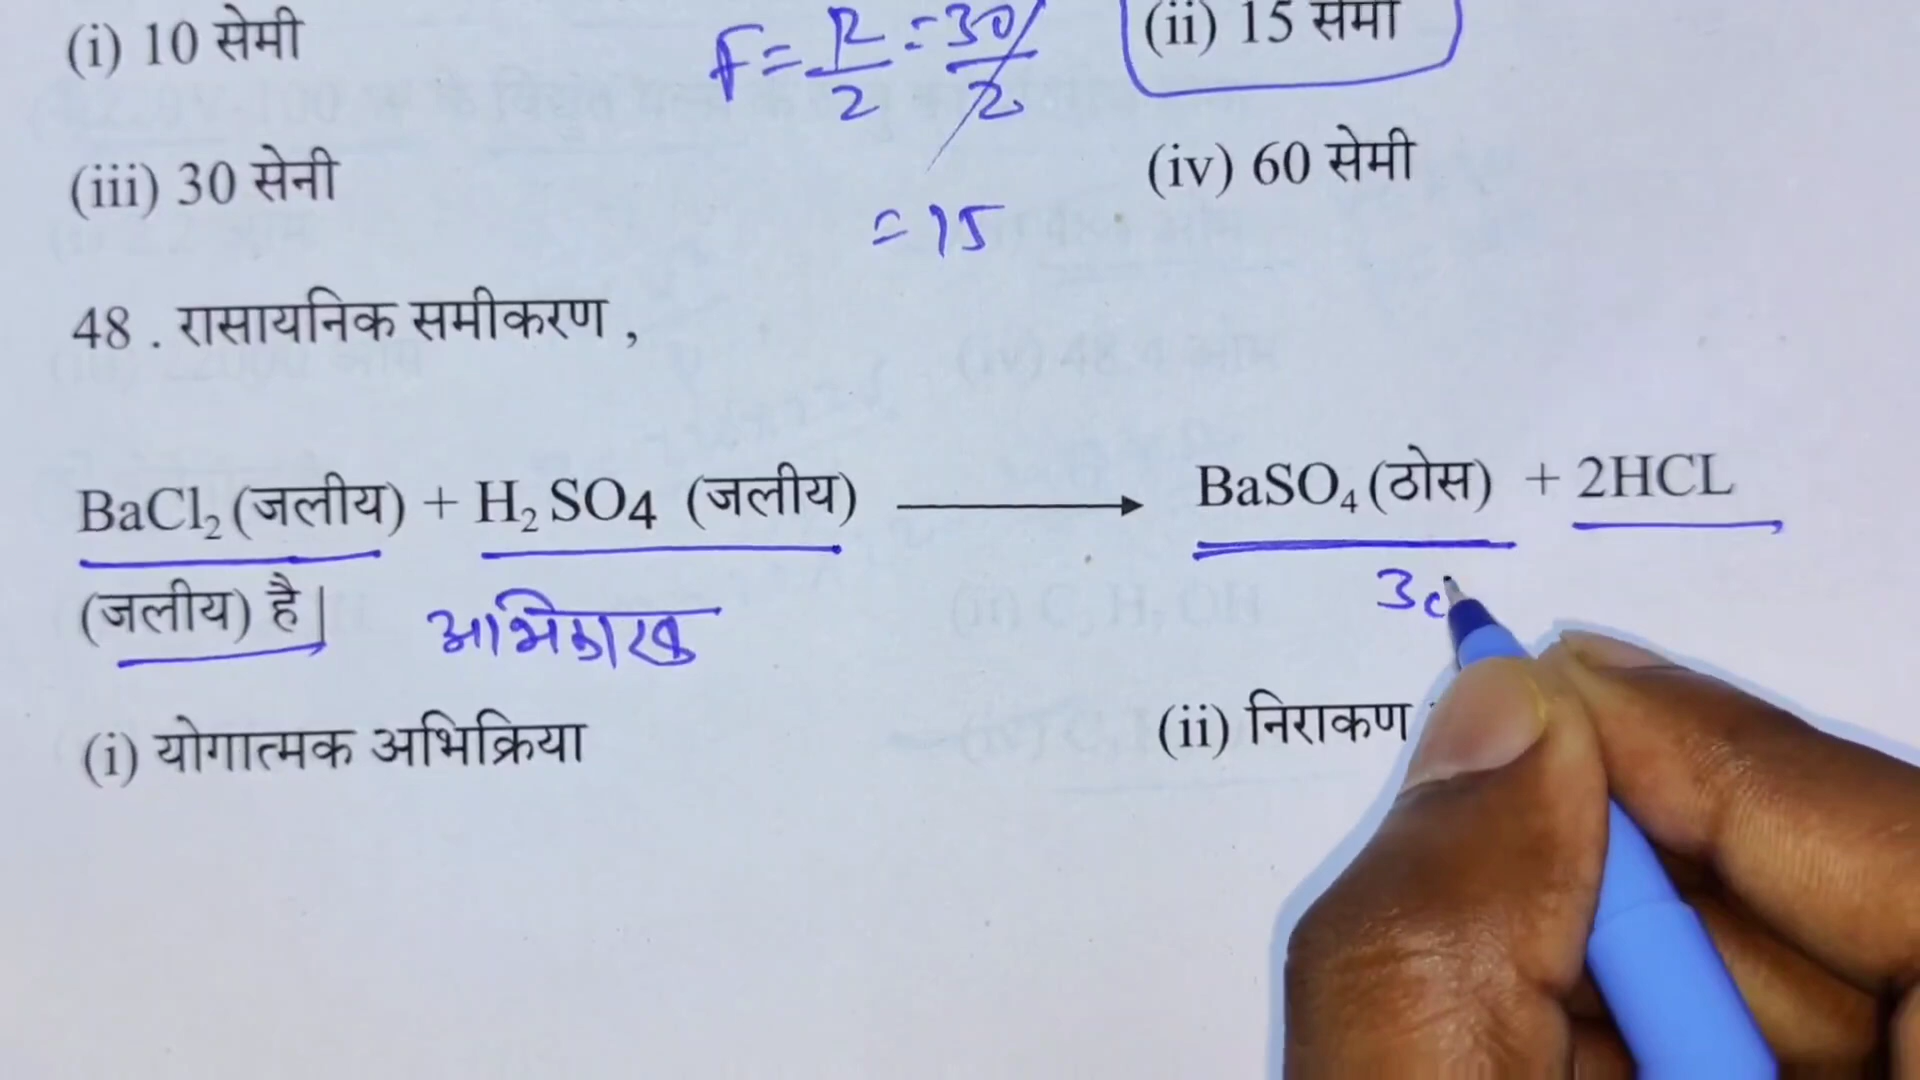 (i) 10 सेमी F = R/2 = 30/2 (ii) 15 सेमी
(iii) 30 सेनी (iv) 60 सेमी
= 15
48 . रासायनिक समीकरण ,
BaCl₂ (जलीय) + H₂ SO4 (जलीय) ⟶ BaSO₄ (ठोस) + 2HCL
(जलीय) है| अभिकारक
(i) योगात्मक अभिक्रिया (ii) निराकण